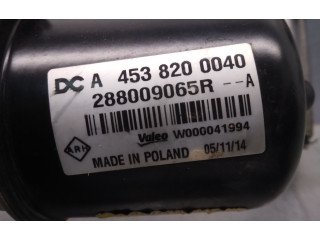 DC A 453 820 0040
288009065R --A
Valeo W000041994
MADE IN POLAND 05/11/14